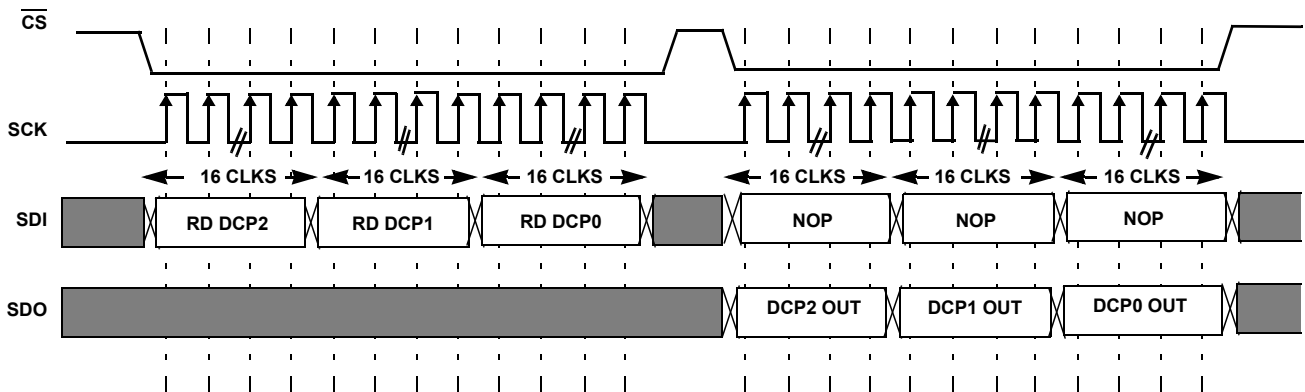 CS
SCK
16 CLKS 16 CLKS 16 CLKS 16 CLKS 16 CLKS 16 CLKS
SDI RD DCP2 RD DCP1 RD DCP0 NOP NOP NOP
SDO DCP2 OUT DCP1 OUT DCP0 OUT